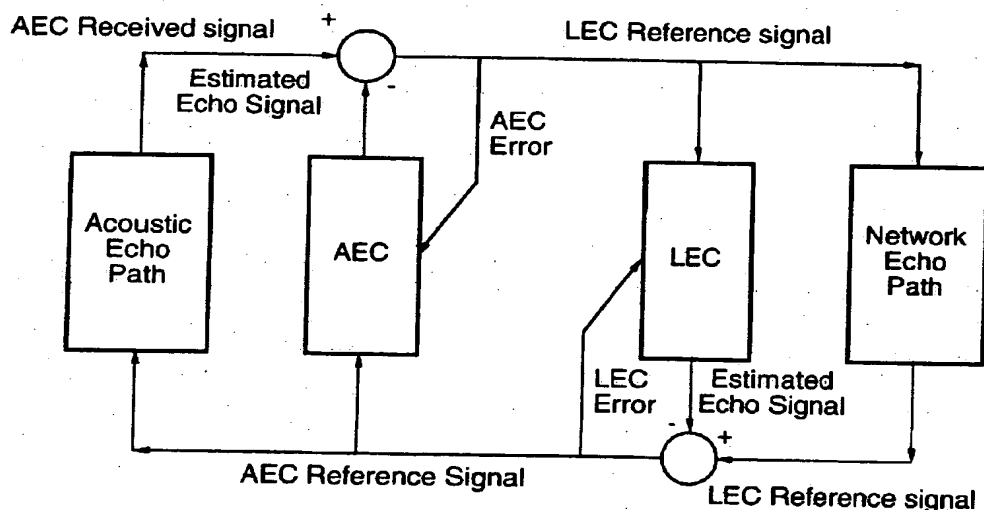 AEC Received signal
+
LEC Reference signal
Estimated
Echo Signal
-
AEC
Error
Acoustic
Echo
Path
AEC
LEC
Network
Echo
Path
LEC
Error
Estimated
Echo Signal
-
+
AEC Reference Signal
LEC Reference signal